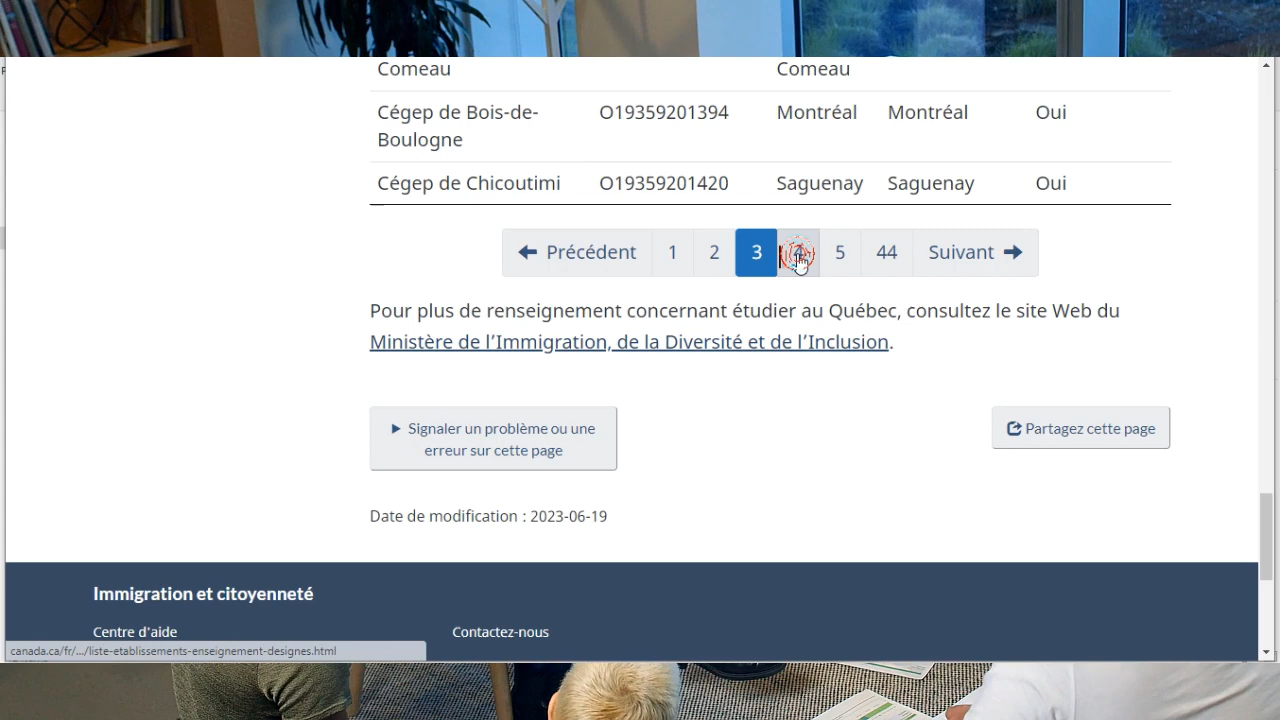 Comeau Comeau
Cégep de Bois-de- O19359201394 Montréal Montréal Oui
Boulogne
Cégep de Chicoutimi O19359201420 Saguenay Saguenay Oui
Précédent 1 2 3 4 5 44 Suivant
Pour plus de renseignement concernant étudier au Québec, consultez le site Web du
Ministère de l’Immigration, de la Diversité et de l’Inclusion.
Signaler un problème ou une
erreur sur cette page
Partagez cette page
Date de modification : 2023-06-19
Immigration et citoyenneté
Centre d'aide Contactez-nous
canada.ca/fr/.../liste-etablissements-enseignement-designes.html